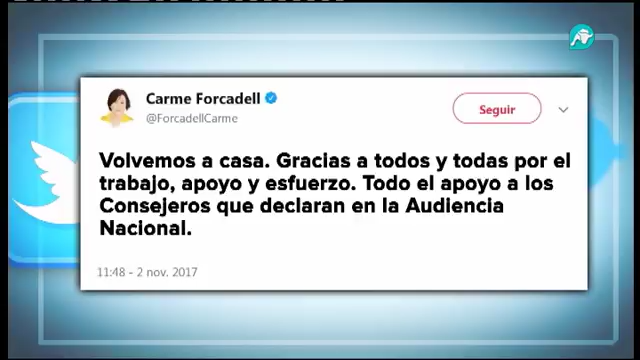 Carme Forcadell
@ForcadellCarme
Seguir
Volvemos a casa. Gracias a todos y todas por el
trabajo, apoyo y esfuerzo. Todo el apoyo a los
Consejeros que declaran en la Audiencia
Nacional.
11:48 - 2 nov. 2017